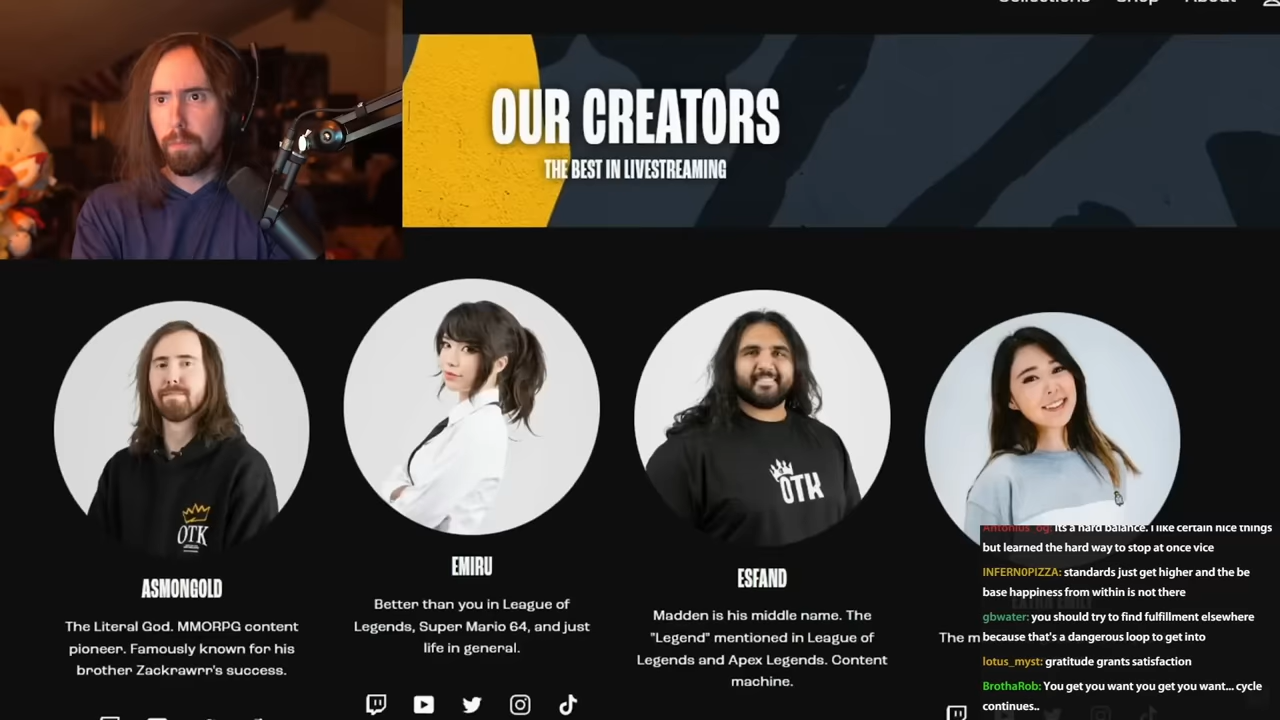 Collections Shop About
OUR CREATORS
THE BEST IN LIVESTREAMING
OTK
OTK
ASMONGOLD
The Literal God. MMORPG content
pioneer. Famously known for his
brother Zackrawrr's success.
EMIRU
Better than you in League of
Legends, Super Mario 64, and just
life in general.
ESFAND
Madden is his middle name. The
"Legend" mentioned in League of
Legends and Apex Legends. Content
machine.
The m
Antonius_og: Its a hard balance. I like certain nice things
but learned the hard way to stop at once vice
INFERN0PIZZA: standards just get higher and the be
base happiness from within is not there
gbwater: you should try to find fulfillment elsewhere
because that's a dangerous loop to get into
lotus_myst: gratitude grants satisfaction
BrothaRob: You get you want you get you want... cycle
continues..